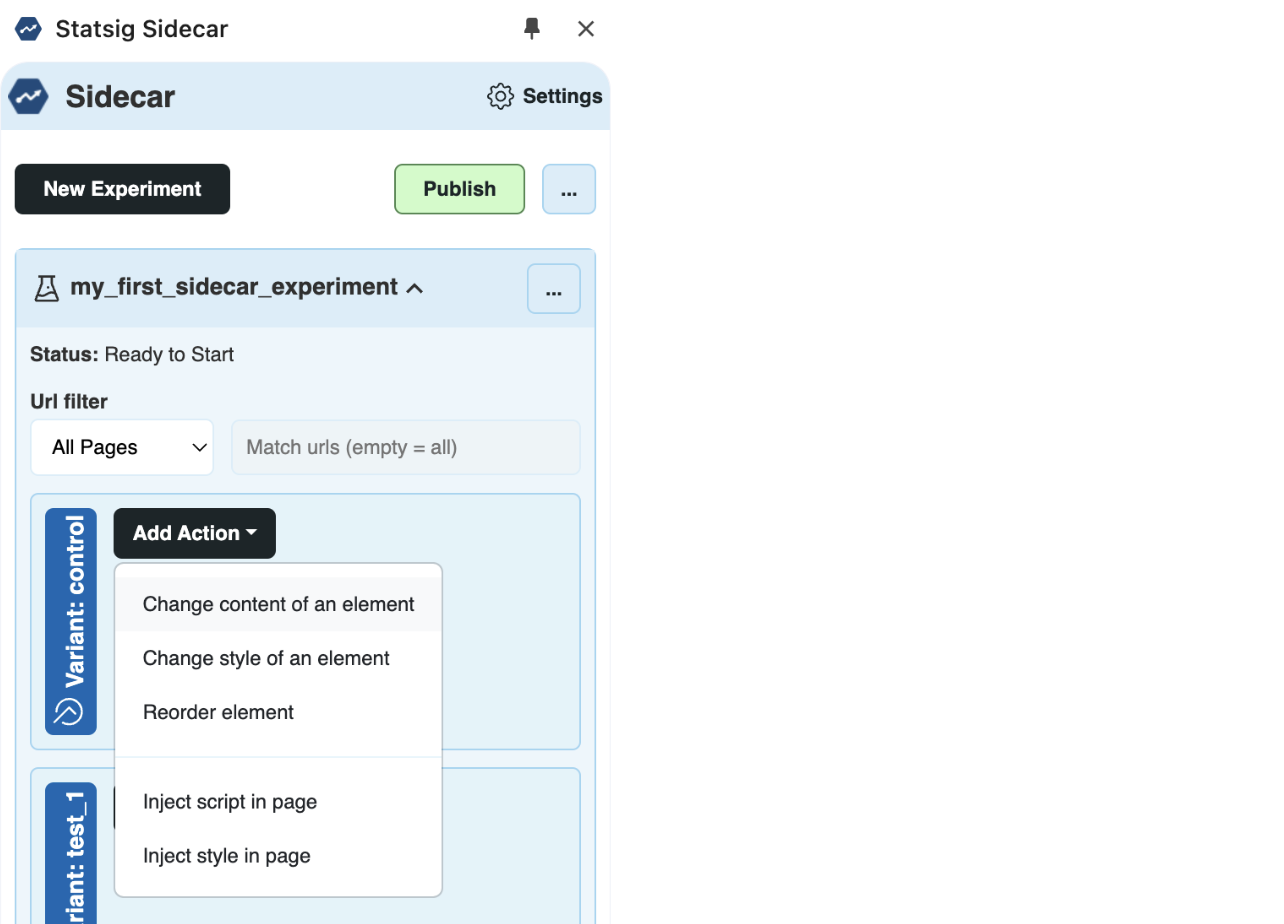 Statsig Sidecar
Sidecar
Settings
New Experiment
Publish
...
my_first_sidecar_experiment
...
Status: Ready to Start
Url filter
All Pages
Match urls (empty = all)
Variant: control
Add Action
Change content of an element
Change style of an element
Reorder element
Inject script in page
Inject style in page
riant: test_1